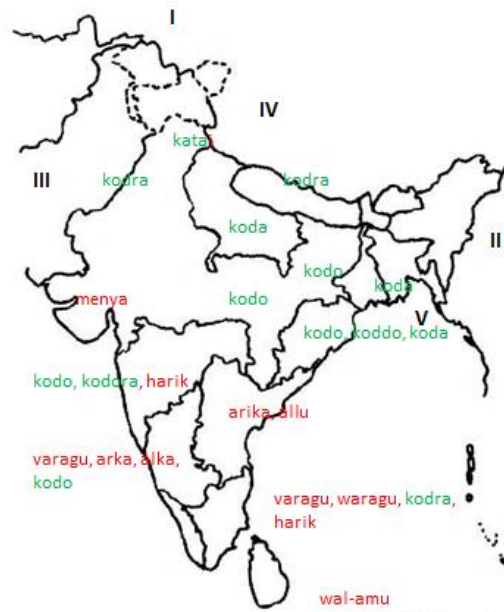 I
IV
katai
III
kodra
kodra
koda
II
kodo
koda
menya
kodo
kodo, koddo, koda
V
kodo, koddra, harik
arika, allu
varagu, arka, alka,
kodo
varagu, waragu, kodra,
harik
wal-amu